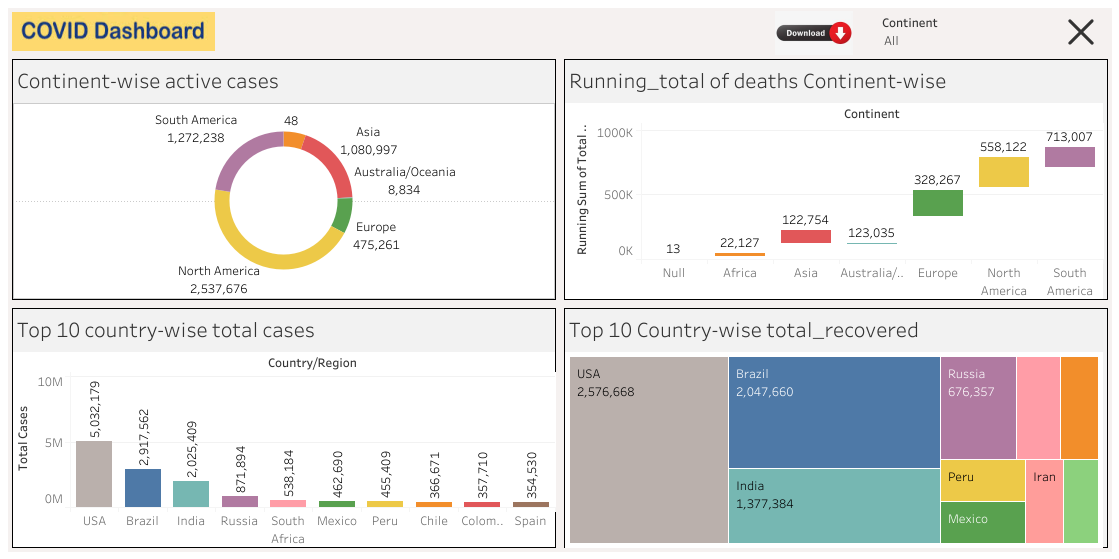 COVID Dashboard
Download
Continent
All
Continent-wise active cases
South America
1,272,238
48
Asia
1,080,997
Australia/Oceania
8,834
Europe
475,261
North America
2,537,676
Running_total of deaths Continent-wise
Continent
Running Sum of Total..
1000K
500K
0K
13
22,127
122,754
123,035
328,267
558,122
713,007
Null
Africa
Asia
Australia/..
Europe
North
America
South
America
Top 10 country-wise total cases
Country/Region
Total Cases
10M
5M
0M
5,032,179
2,917,562
2,025,409
871,894
538,184
462,690
455,409
366,671
357,710
354,530
USA
Brazil
India
Russia
South
Africa
Mexico
Peru
Chile
Colom..
Spain
Top 10 Country-wise total_recovered
USA
2,576,668
Brazil
2,047,660
India
1,377,384
Russia
676,357
Peru
Mexico
Iran